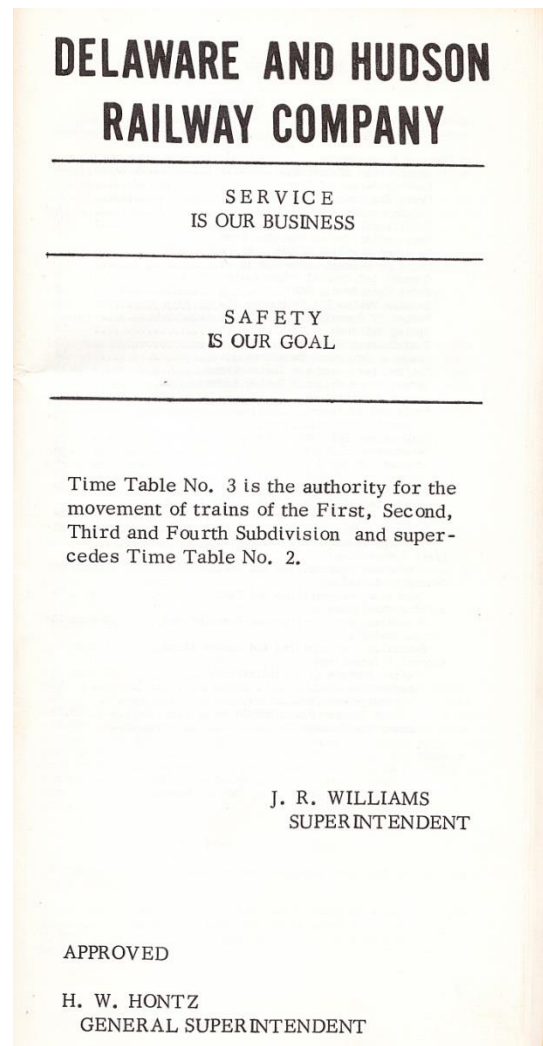 DELAWARE AND HUDSON
RAILWAY COMPANY
SERVICE
IS OUR BUSINESS
SAFETY
IS OUR GOAL
Time Table No. 3 is the authority for the
movement of trains of the First, Second,
Third and Fourth Subdivision and super-
cedes Time Table No. 2.
J. R. WILLIAMS
SUPERINTENDENT
APPROVED
H. W. HONTZ
GENERAL SUPERINTENDENT